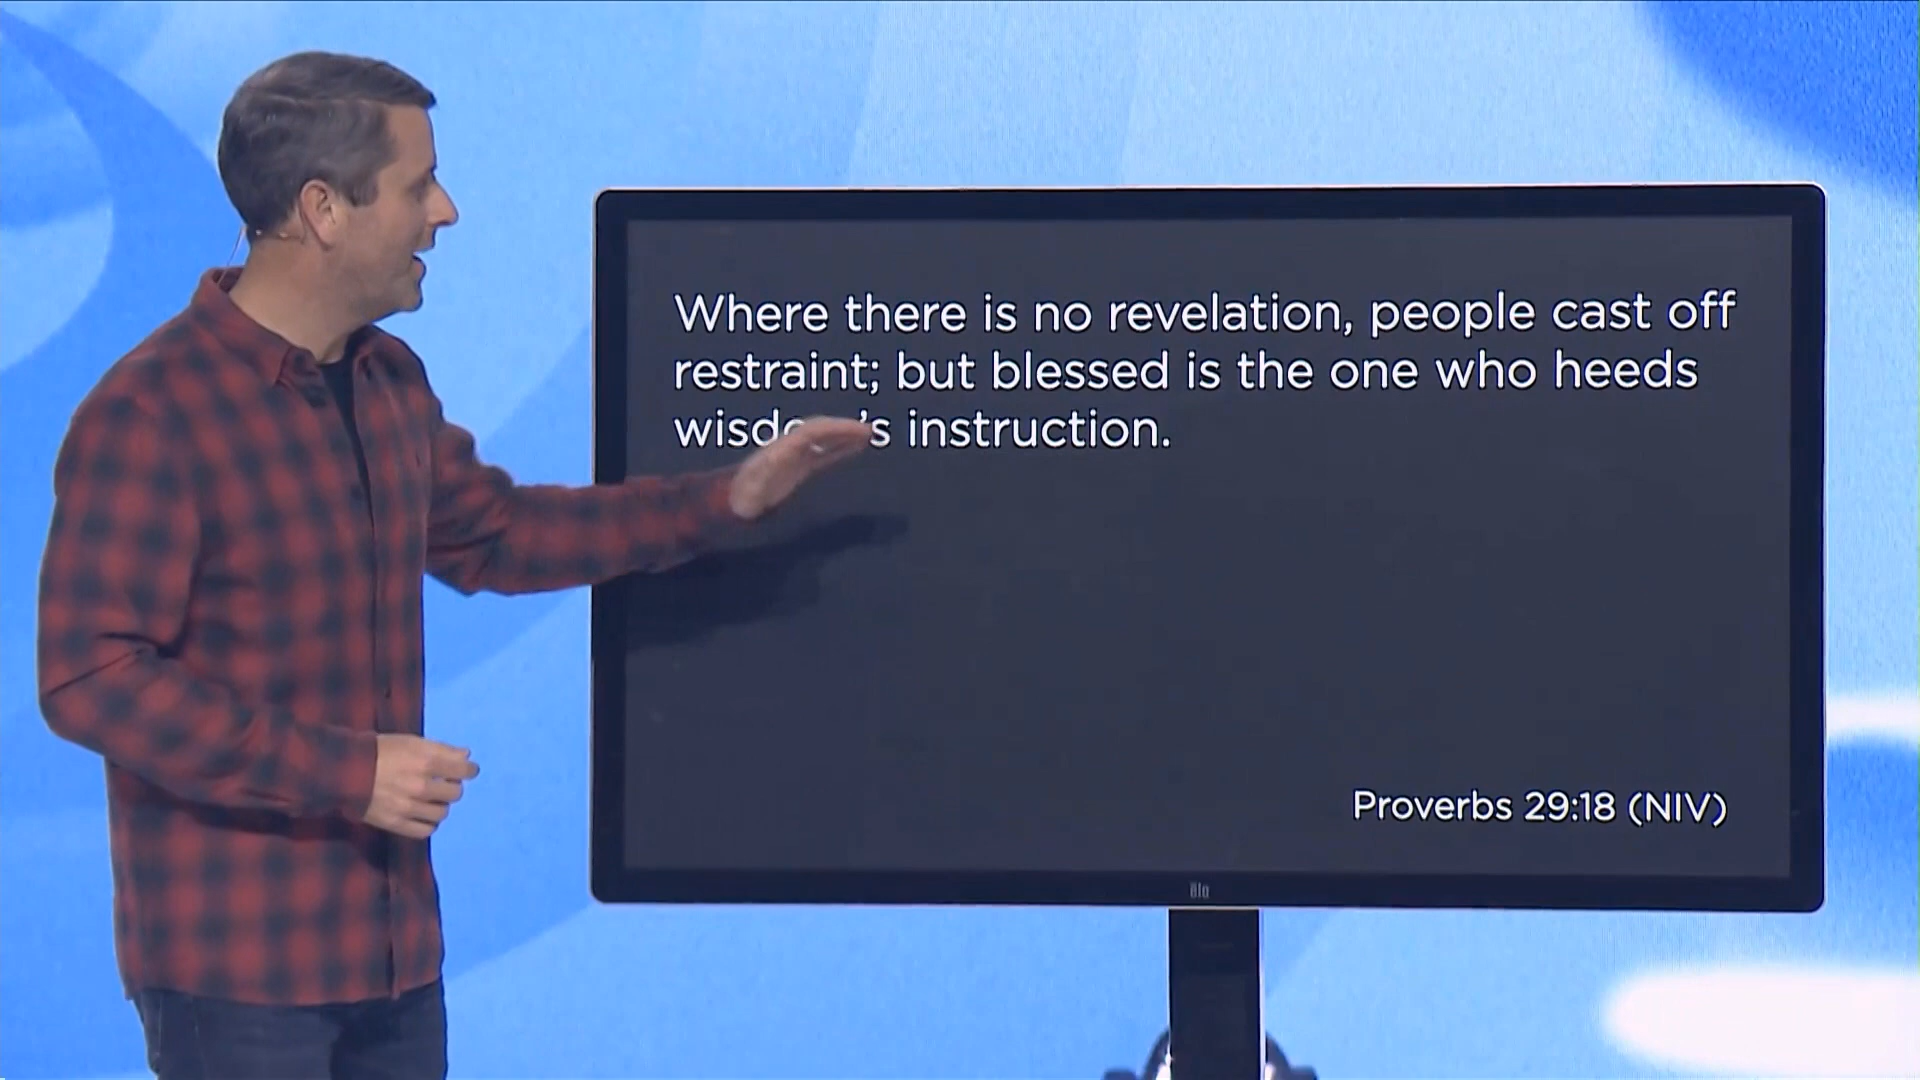 Where there is no revelation, people cast off
restraint; but blessed is the one who heeds
instruction.
Proverbs 29:18 (NIV)
elo